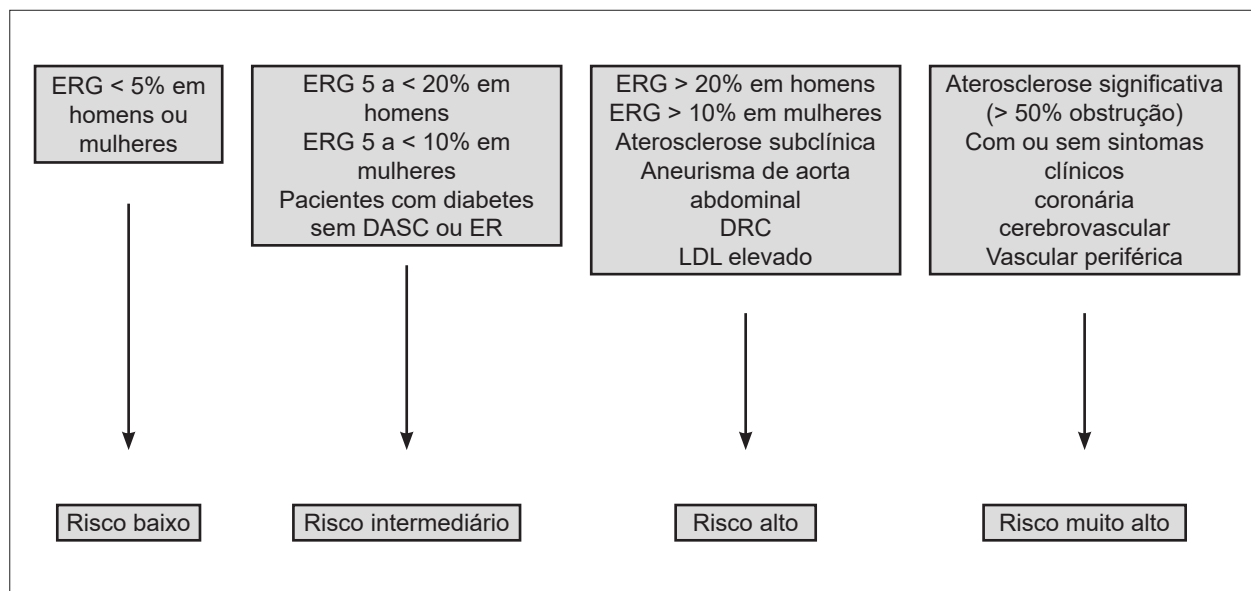 ERG < 5% em
homens ou
mulheres
ERG 5 a < 20% em
homens
ERG 5 a < 10% em
mulheres
Pacientes com diabetes
sem DASC ou ER
ERG > 20% em homens
ERG > 10% em mulheres
Aterosclerose subclínica
Aneurisma de aorta
abdominal
DRC
LDL elevado
Aterosclerose significativa
(> 50% obstrução)
Com ou sem sintomas
clínicos
coronária
cerebrovascular
Vascular periférica
Risco baixo
Risco intermediário
Risco alto
Risco muito alto